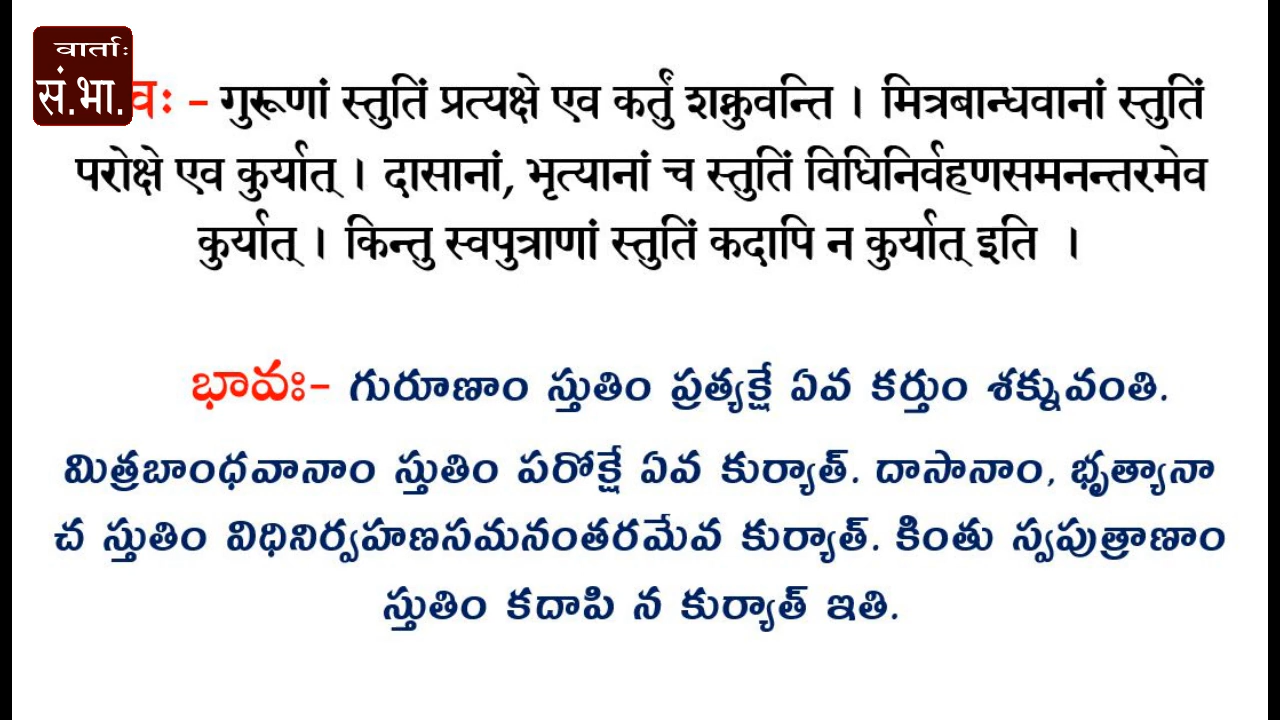 वार्ताः
सं.भा.
वः - गुरूणां स्तुतिं प्रत्यक्षे एव कर्तुं शक्नुवन्ति । मित्रबान्धवानां स्तुतिं
परोक्षे एव कुर्यात् । दासानां, भृत्यानां च स्तुतिं विधिनिर्वहणसमनन्तरमेव
कुर्यात् । किन्तु स्वपुत्राणां स्तुतिं कदापि न कुर्यात् इति ।
భావః- గురూణాం స్తుతిం ప్రత్యక్షే ఏవ కర్తుం శక్నువంతి.
మిత్రబాంధవానాం స్తుతిం పరోక్షే ఏవ కుర్యాత్. దాసానాం, భృత్యానా
చ స్తుతిం విధినిర్వహణసమనంతరమేవ కుర్యాత్. కింతు స్వపుత్రాణాం
స్తుతిం కదాపి న కుర్యాత్ ఇతి.